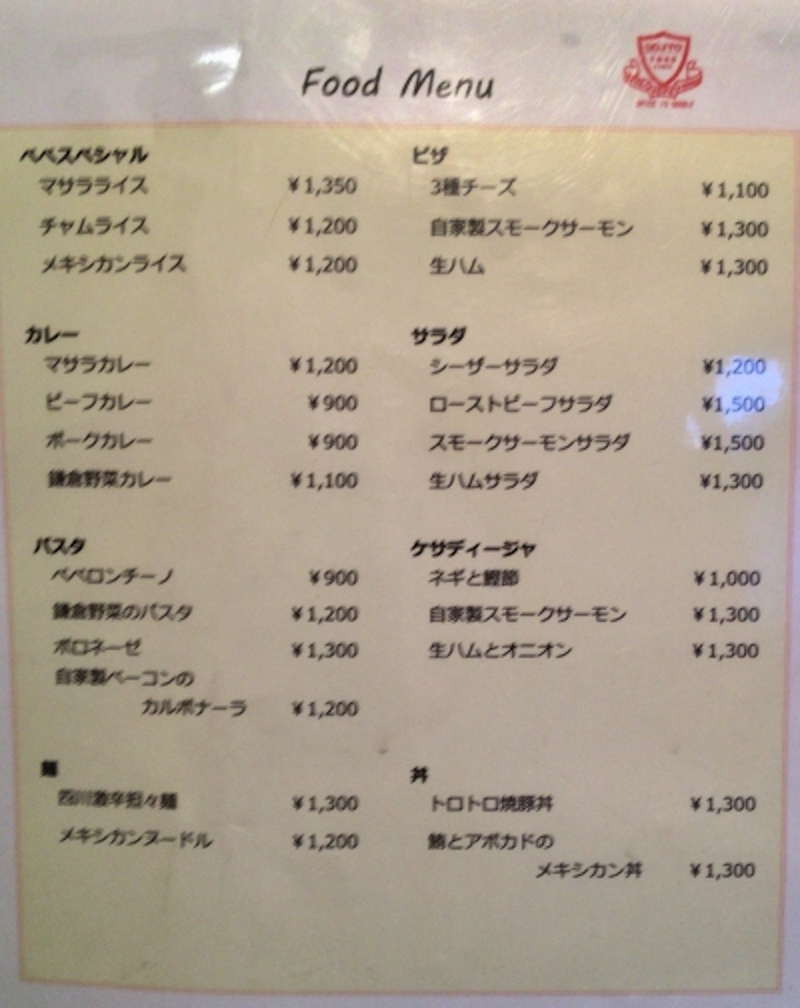 Food Menu
ペペスペシャル
マサラライス ¥1,350
チャムライス ¥1,200
メキシカンライス ¥1,200
カレー
マサラカレー ¥1,200
ビーフカレー ¥900
ポークカレー ¥900
鎌倉野菜カレー ¥1,100
パスタ
ペペロンチーノ ¥900
鎌倉野菜のパスタ ¥1,200
ボロネーゼ ¥1,300
自家製ベーコンの
カルボナーラ ¥1,200
麺
四川激辛担々麺 ¥1,300
メキシカンヌードル ¥1,200
ピザ
3種チーズ ¥1,100
自家製スモークサーモン ¥1,300
生ハム ¥1,300
サラダ
シーザーサラダ ¥1,200
ローストビーフサラダ ¥1,500
スモークサーモンサラダ ¥1,500
生ハムサラダ ¥1,300
ケサディージャ
ネギと鰹節 ¥1,000
自家製スモークサーモン ¥1,300
生ハムとオニオン ¥1,300
丼
トロトロ焼豚丼 ¥1,300
鮪とアボカドの
メキシカン丼 ¥1,300